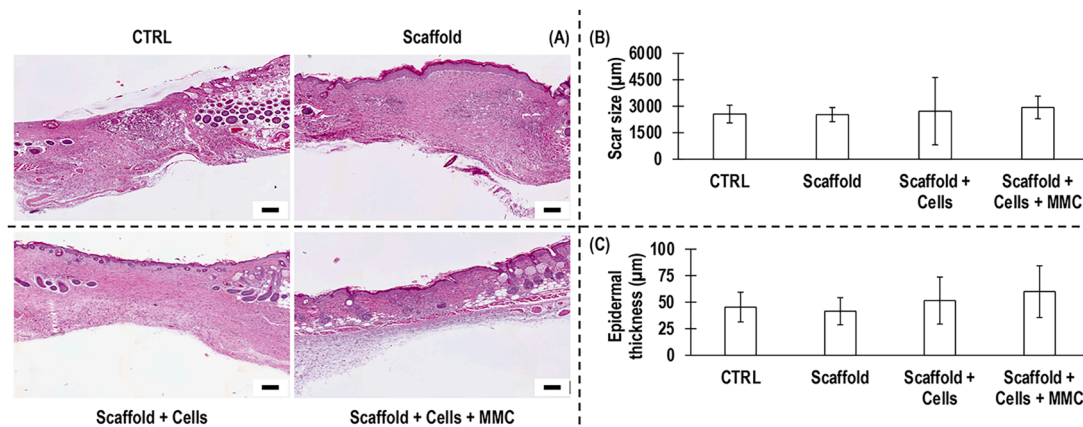 CTRL
Scaffold
(A)
Scaffold + Cells
Scaffold + Cells + MMC
(B)
Scar size (µm)
6000
4500
3000
1500
0
CTRL
Scaffold
Scaffold +
Cells
Scaffold +
Cells + MMC
(C)
Epidermal
thickness (µm)
100
75
50
25
0
CTRL
Scaffold
Scaffold +
Cells
Scaffold +
Cells + MMC